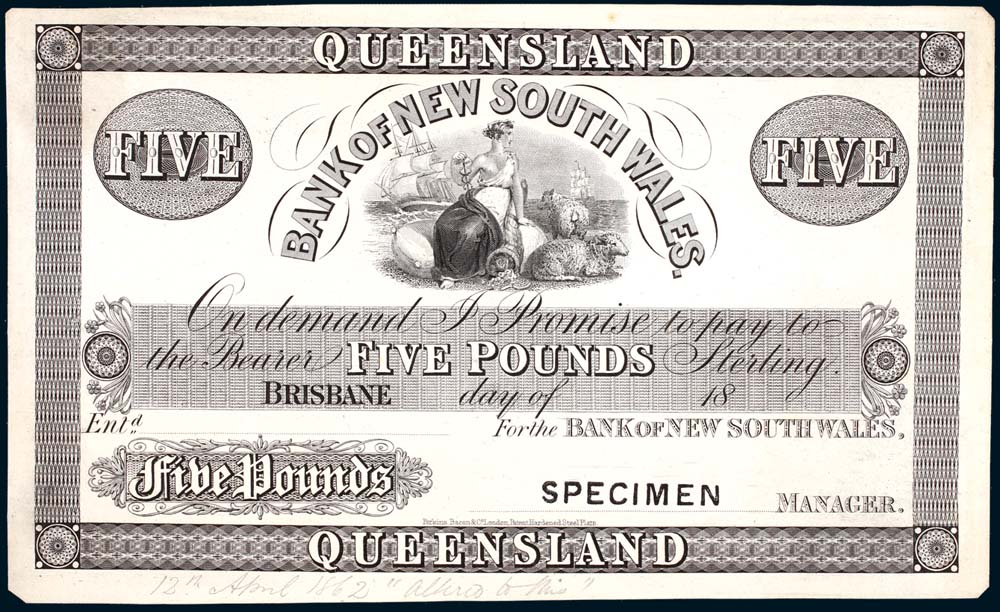 QUEENSLAND
BANK OF NEW SOUTH WALES.
FIVE
FIVE
On demand I Promise to pay to
the Bearer FIVE POUNDS Sterling.
BRISBANE day of 18
Entd For the BANK OF NEW SOUTH WALES,
Five Pounds
SPECIMEN MANAGER.
Perkins, Bacon & Co. London, Patent Hardened Steel Plate.
QUEENSLAND
12th April 1862 "altered to this"